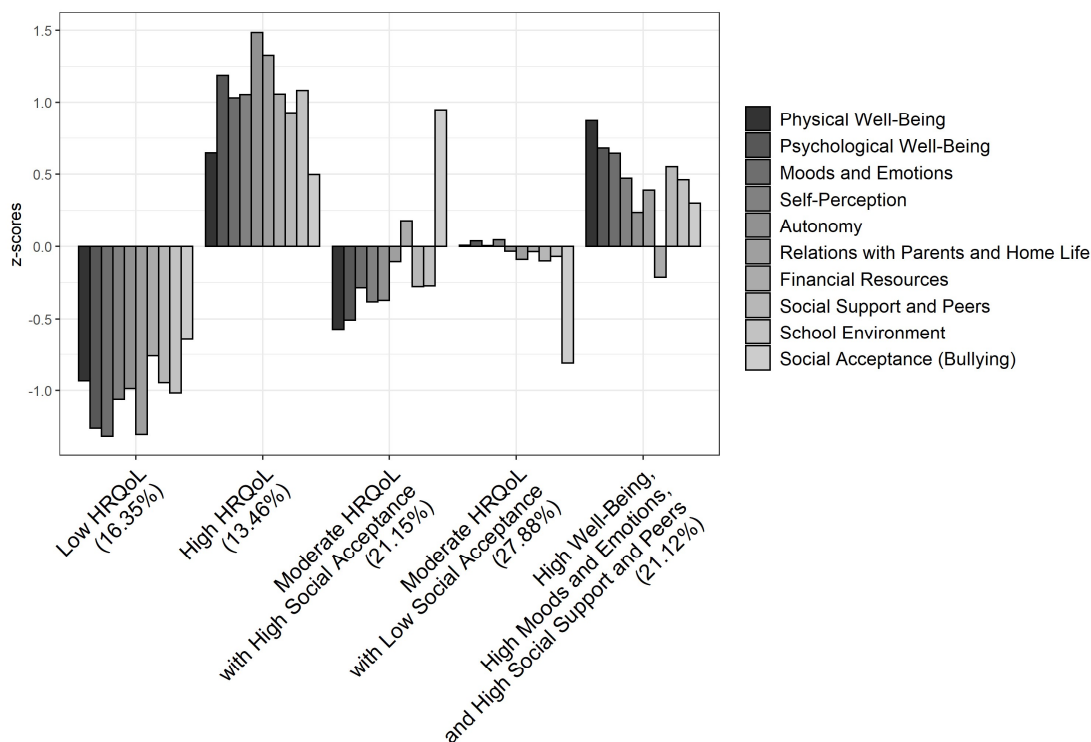 z-scores
1.5
1.0
0.5
0.0
-0.5
-1.0
Low HRQoL
(16.35%)
High HRQoL
(13.46%)
Moderate HRQoL
with High Social Acceptance
(21.15%)
Moderate HRQoL
with Low Social Acceptance
(27.88%)
High Well-Being,
High Moods and Emotions,
and High Social Support and Peers
(21.12%)
Physical Well-Being
Psychological Well-Being
Moods and Emotions
Self-Perception
Autonomy
Relations with Parents and Home Life
Financial Resources
Social Support and Peers
School Environment
Social Acceptance (Bullying)